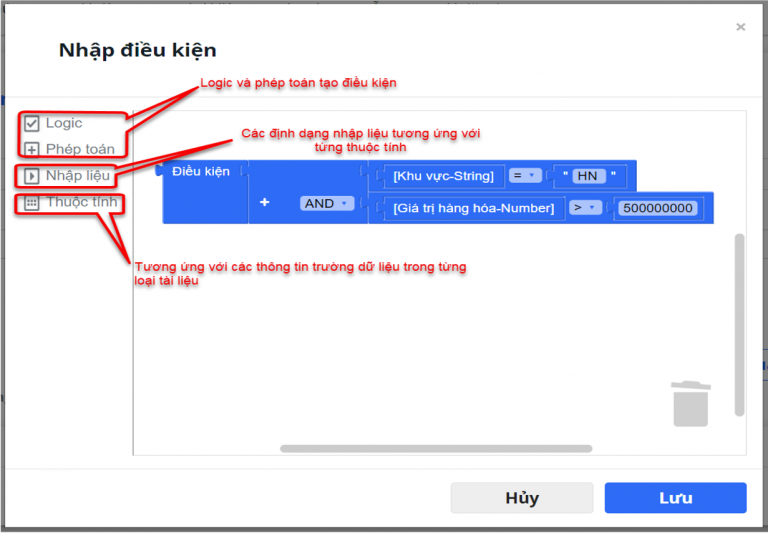 ×
Nhập điều kiện
Logic và phép toán tạo điều kiện
Logic
Phép toán
Các định dạng nhập liệu tương ứng với
từng thuộc tính
Nhập liệu
Thuộc tính
Điều kiện
[Khu vực-String] = " HN "
+ AND [Giá trị hàng hóa-Number] > 500000000
Tương ứng với các thông tin trường dữ liệu trong từng
loại tài liệu
Hủy
Lưu